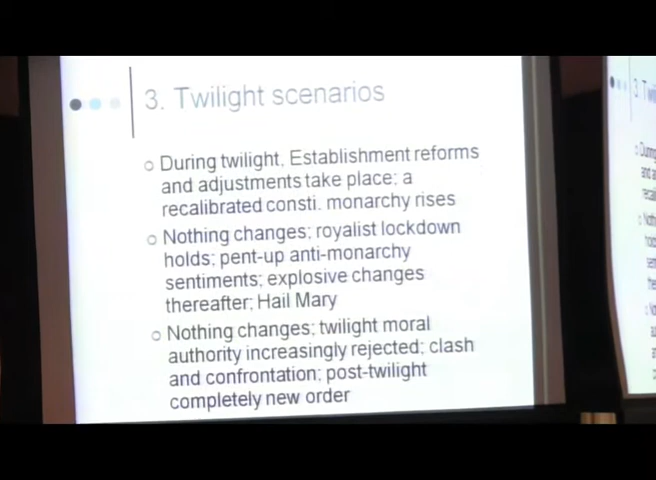 3. Twilight scenarios
During twilight. Establishment reforms
and adjustments take place; a
recalibrated consti. monarchy rises
Nothing changes; royalist lockdown
holds; pent-up anti-monarchy
sentiments; explosive changes
thereafter; Hail Mary
Nothing changes; twilight moral
authority increasingly rejected; clash
and confrontation; post-twilight
completely new order